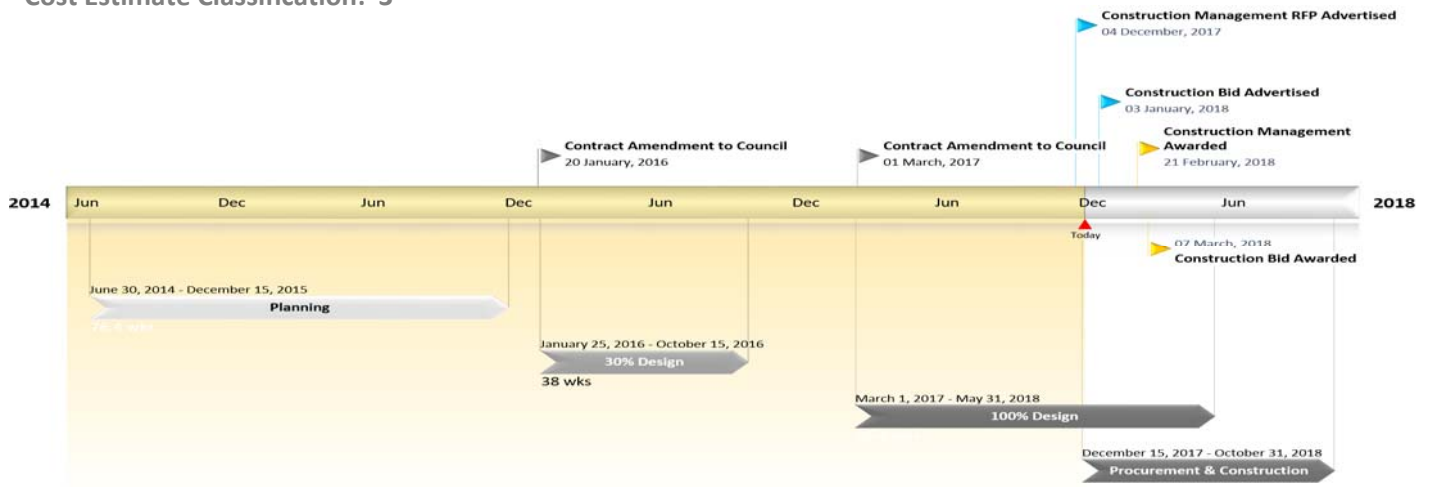 Cost Estimate Classification: 3
Construction Management RFP Advertised
04 December, 2017
Construction Bid Advertised
03 January, 2018
Contract Amendment to Council
20 January, 2016
Contract Amendment to Council
01 March, 2017
Construction Management
Awarded
21 February, 2018
2014 Jun Dec Jun Dec Jun Dec Jun Dec Jun 2018
Today
07 March, 2018
Construction Bid Awarded
June 30, 2014 - December 15, 2015
Planning
76.4 wks
January 25, 2016 - October 15, 2016
30% Design
38 wks
March 1, 2017 - May 31, 2018
100% Design
December 15, 2017 - October 31, 2018
Procurement & Construction